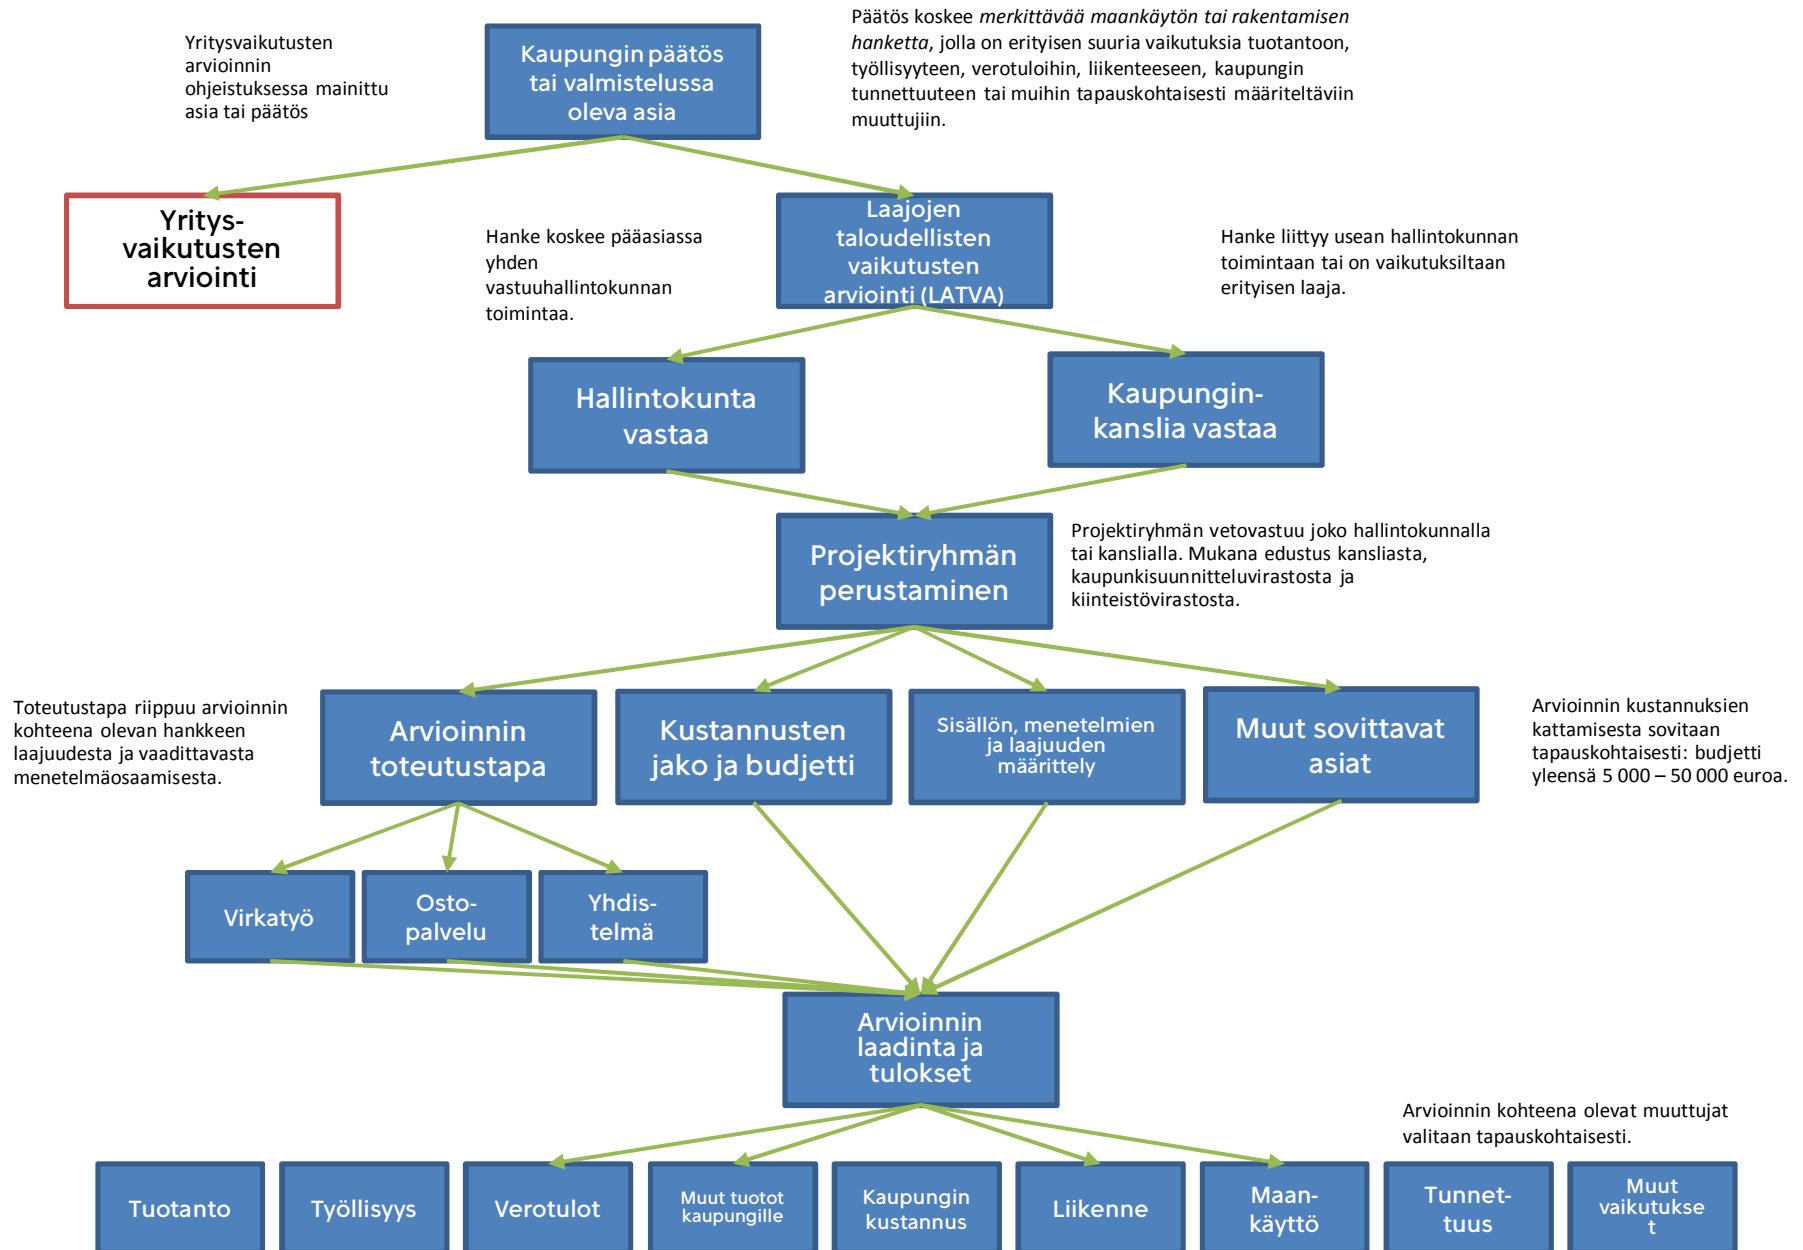 Yritysvaikutusten
arvioinnin
ohjeistuksessa mainittu
asia tai päätös
Kaupungin päätös
tai valmistelussa
oleva asia
Päätös koskee merkittävää maankäytön tai rakentamisen
hanketta, jolla on erityisen suuria vaikutuksia tuotantoon,
työllisyyteen, verotuloihin, liikenteeseen, kaupungin
tunnettuuteen tai muihin tapauskohtaisesti määriteltäviin
muuttujiin.
Yritys-
vaikutusten
arviointi
Hanke koskee pääasiassa
yhden
vastuuhallintokunnan
toimintaa.
Laajojen
taloudellisten
vaikutusten
arviointi (LATVA)
Hanke liittyy usean hallintokunnan
toimintaan tai on vaikutuksiltaan
erityisen laaja.
Hallintokunta
vastaa
Kaupungin-
kanslia vastaa
Projektiryhmän
perustaminen
Projektiryhmän vetovastuu joko hallintokunnalla
tai kanslialla. Mukana edustus kansliasta,
kaupunkisuunnitteluvirastosta ja
kiinteistövirastosta.
Toteutustapa riippuu arvioinnin
kohteena olevan hankkeen
laajuudesta ja vaadittavasta
menetelmäosaamisesta.
Arvioinnin
toteutustapa
Kustannusten
jako ja budjetti
Sisällön, menetelmien
ja laajuuden
määrittely
Muut sovittavat
asiat
Arvioinnin kustannuksien
kattamisesta sovitaan
tapauskohtaisesti: budjetti
yleensä 5 000 – 50 000 euroa.
Virkatyö
Osto-
palvelu
Yhdis-
telmä
Arvioinnin
laadinta ja
tulokset
Arvioinnin kohteena olevat muuttujat
valitaan tapauskohtaisesti.
Tuotanto
Työllisyys
Verotulot
Muut tuotot
kaupungille
Kaupungin
kustannus
Liikenne
Maan-
käyttö
Tunnet-
tuus
Muut
vaikutukse
t